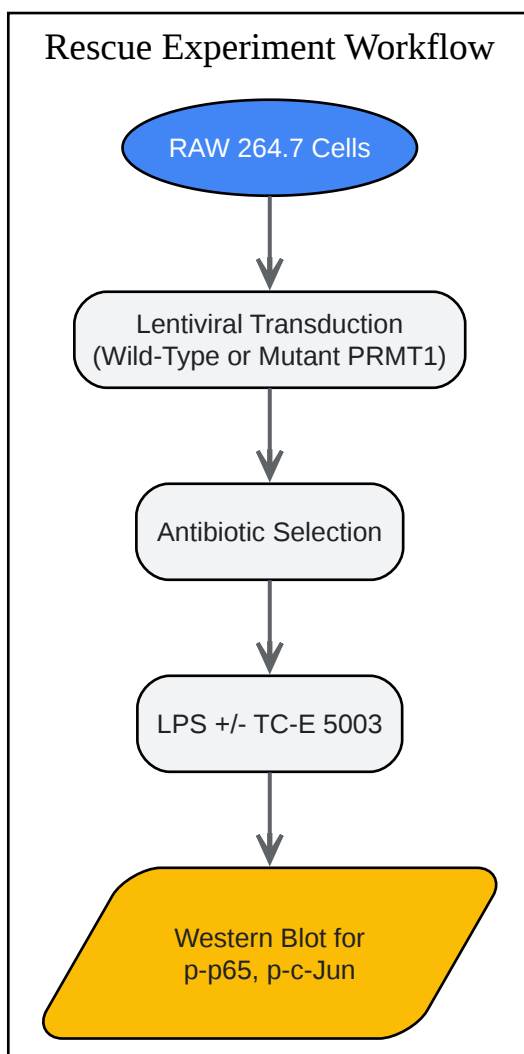 Rescue Experiment Workflow
RAW 264.7 Cells
Lentiviral Transduction
(Wild-Type or Mutant PRMT1)
Antibiotic Selection
LPS +/- TC-E 5003
Western Blot for
p-p65, p-c-Jun